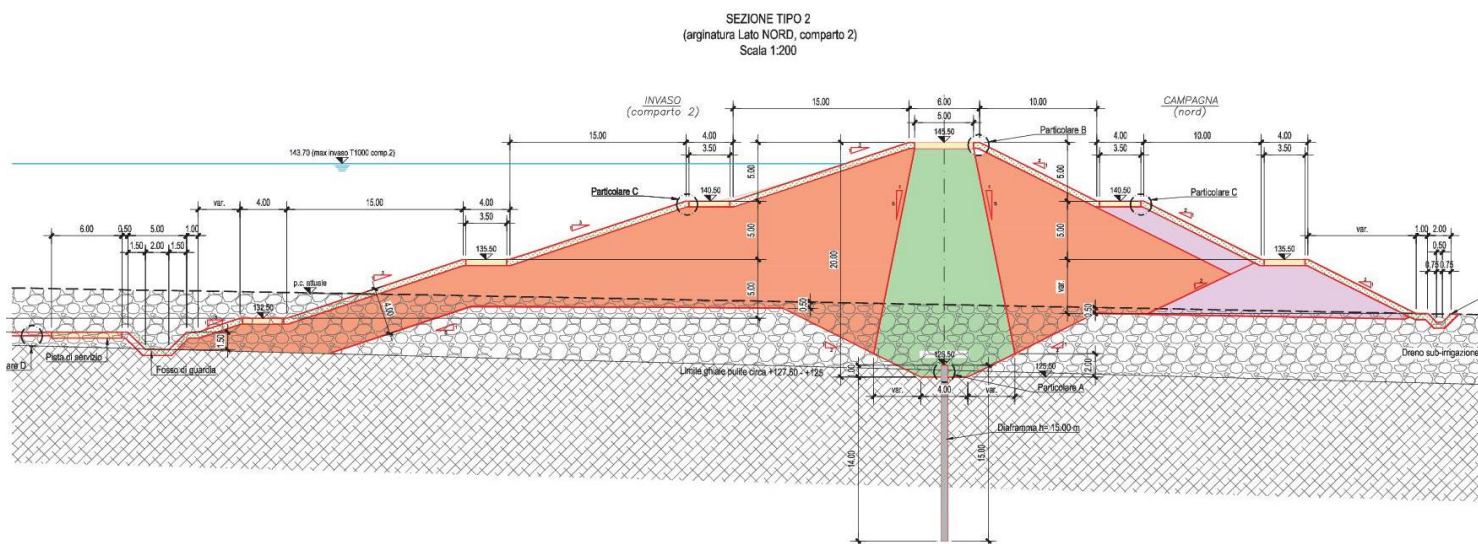 SEZIONE TIPO 2
(arginatura Lato NORD, comparto 2)
Scala 1:200
INVASO
(comparto 2)
CAMPAGNA
(nord)
15.00
6.00
10.00
5.00
145.50
Particolare B
15.00
4.00
3.50
4.00
3.50
10.00
4.00
3.50
143.70 (max invaso T1000 comp.2)
Particolare C
140.50
5.00
5.00
140.50
Particolare C
var.
4.00
15.00
4.00
3.50
6.00
0.50
5.00
1.00
1.50
2.00
1.50
135.50
5.00
20.00
5.00
135.50
var.
1.00
2.00
0.50
0.75
0.75
p.c. attuale
132.50
4.00
5.00
0.50
var.
0.50
1.50
Pista di servizio
Fosso di guardia
Limite ghiaie pulite circa +127.50 - +125
125.00
2.00
Dreno sub-irrigazione
var.
4.00
var.
Particolare A
Diaframma h= 15.00 m
14.00
15.00